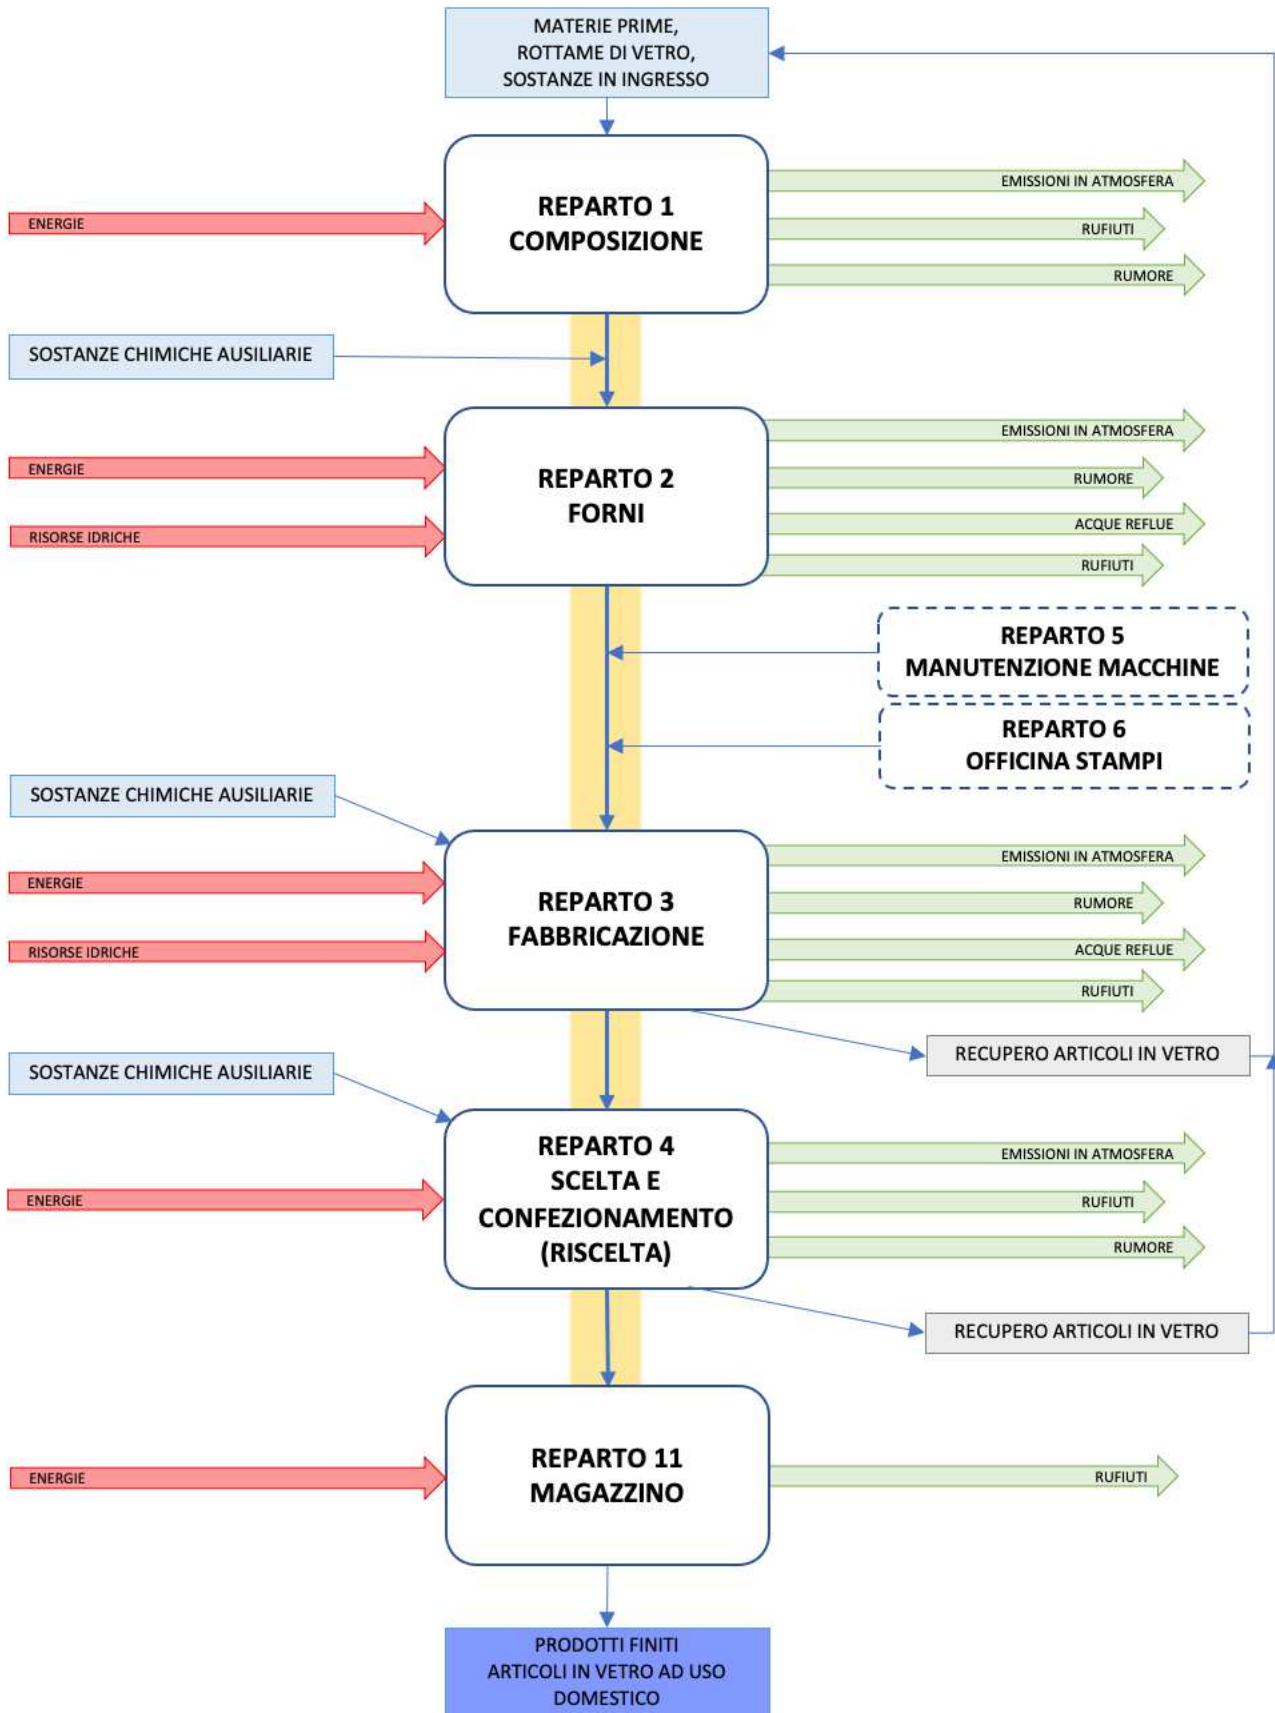 MATERIE PRIME,
ROTTAME DI VETRO,
SOSTANZE IN INGRESSO
REPARTO 1
COMPOSIZIONE
ENERGIE
EMISSIONI IN ATMOSFERA
RUFIUTI
RUMORE
SOSTANZE CHIMICHE AUSILIARIE
REPARTO 2
FORNI
ENERGIE
RISORSE IDRICHE
EMISSIONI IN ATMOSFERA
RUMORE
ACQUE REFLUE
RUFIUTI
REPARTO 5
MANUTENZIONE MACCHINE
REPARTO 6
OFFICINA STAMPI
SOSTANZE CHIMICHE AUSILIARIE
REPARTO 3
FABBRICAZIONE
ENERGIE
RISORSE IDRICHE
EMISSIONI IN ATMOSFERA
RUMORE
ACQUE REFLUE
RUFIUTI
RECUPERO ARTICOLI IN VETRO
SOSTANZE CHIMICHE AUSILIARIE
REPARTO 4
SCELTA E
CONFEZIONAMENTO
(RISCELTA)
ENERGIE
EMISSIONI IN ATMOSFERA
RUFIUTI
RUMORE
RECUPERO ARTICOLI IN VETRO
REPARTO 11
MAGAZZINO
ENERGIE
RUFIUTI
PRODOTTI FINITI
ARTICOLI IN VETRO AD USO
DOMESTICO